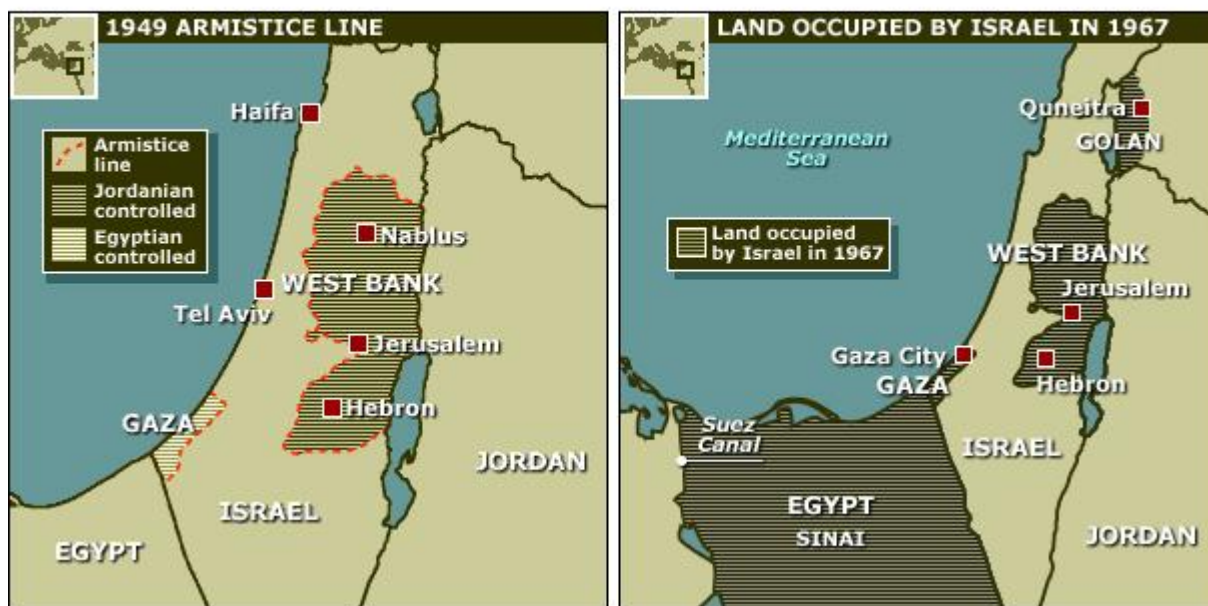 1949 ARMISTICE LINE
Haifa
Armistice
line
Jordanian
controlled
Egyptian
controlled
Nablus
WEST BANK
Tel Aviv
Jerusalem
Hebron
GAZA
JORDAN
ISRAEL
EGYPT
LAND OCCUPIED BY ISRAEL IN 1967
Quneitra
GOLAN
Mediterranean
Sea
Land occupied
by Israel in 1967
WEST BANK
Jerusalem
Gaza City
GAZA
Hebron
Suez
Canal
ISRAEL
EGYPT
SINAI
JORDAN